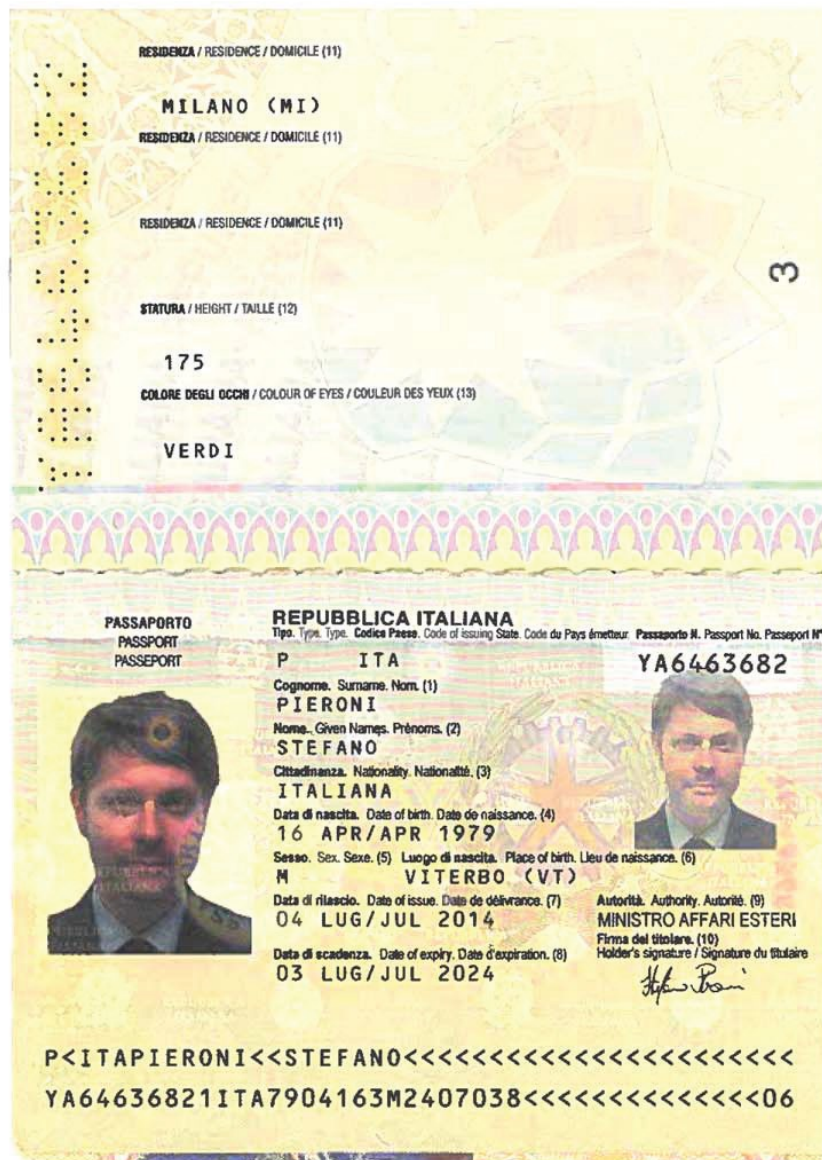 RESIDENZA / RESIDENCE / DOMICILE (11)
MILANO (MI)
RESIDENZA / RESIDENCE / DOMICILE (11)
RESIDENZA / RESIDENCE / DOMICILE (11)
3
STATURA / HEIGHT / TAILLE (12)
175
COLORE DEGLI OCCHI / COLOUR OF EYES / COULEUR DES YEUX (13)
VERDI
PASSAPORTO
PASSPORT
PASSEPORT
REPUBBLICA ITALIANA
Tipo. Type. Type. Codice Paese. Code of issuing State. Code du Pays émetteur. Passaporto N. Passport No. Passeport N°
P ITA YA6463682
Cognome. Surname. Nom. (1)
PIERONI
Nome. Given Names. Prénoms. (2)
STEFANO
Cittadinanza. Nationality. Nationalité. (3)
ITALIANA
Data di nascita. Date of birth. Date de naissance. (4)
16 APR/APR 1979
Sesso. Sex. Sexe. (5) Luogo di nascita. Place of birth. Lieu de naissance. (6)
M VITERBO (VT)
Data di rilascio. Date of issue. Date de délivrance. (7) Autorità. Authority. Autorité. (9)
04 LUG/JUL 2014 MINISTRO AFFARI ESTERI
Firma del titolare. (10)
Data di scadenza. Date of expiry. Date d'expiration. (8) Holder's signature / Signature du titulaire
03 LUG/JUL 2024
P<ITAPIERONI<<STEFANO<<<<<<<<<<<<<<<<<<<<<<<
YA64636821ITA7904163M2407038<<<<<<<<<<<<<<06